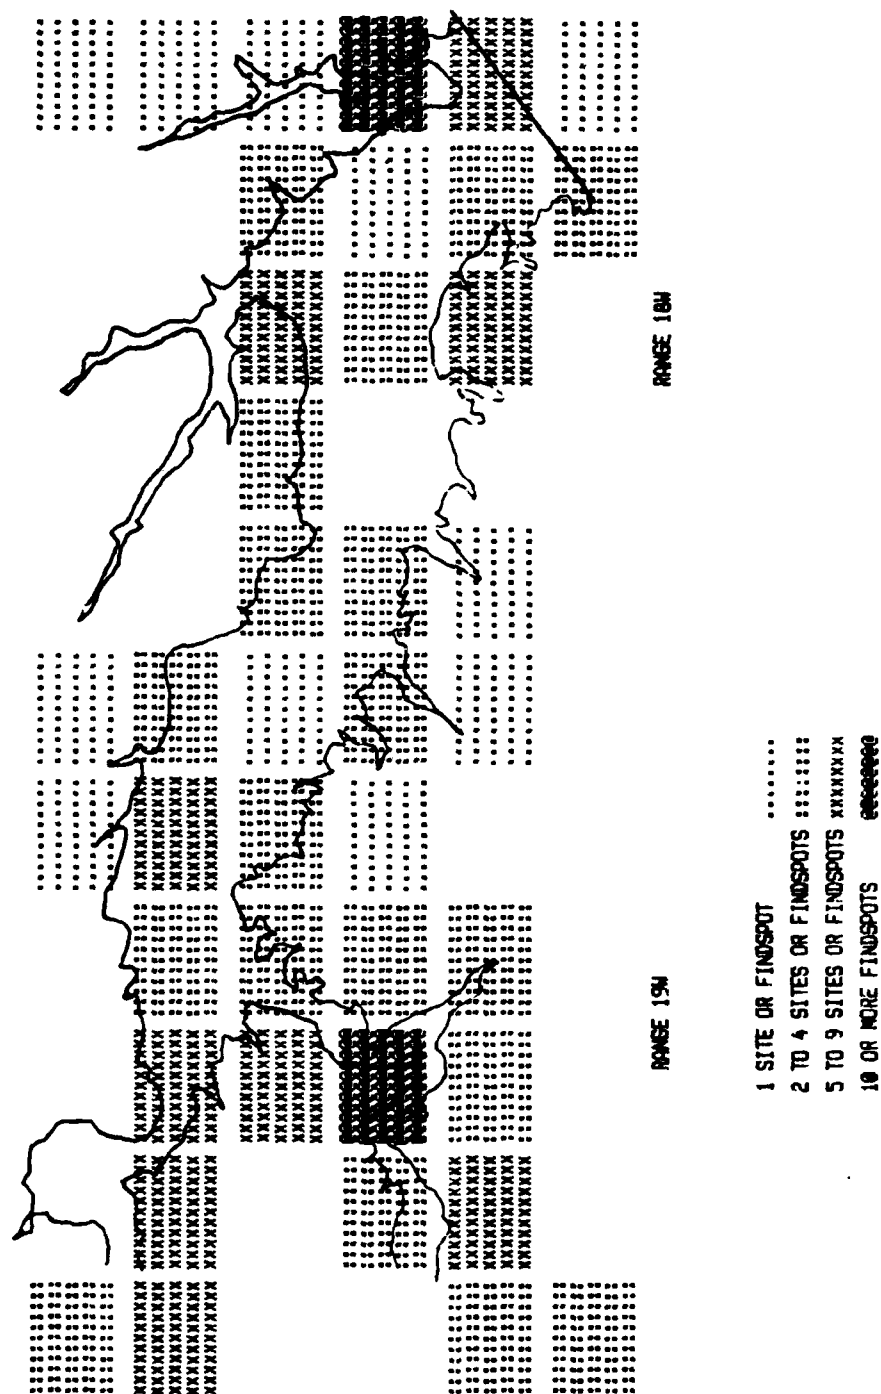 RANGE 19W
RANGE 18W
1 SITE OR FINDSPOT ........
2 TO 4 SITES OR FINDSPOTS ::::::::
5 TO 9 SITES OR FINDSPOTS XXXXXXXX
10 OR MORE FINDSPOTS